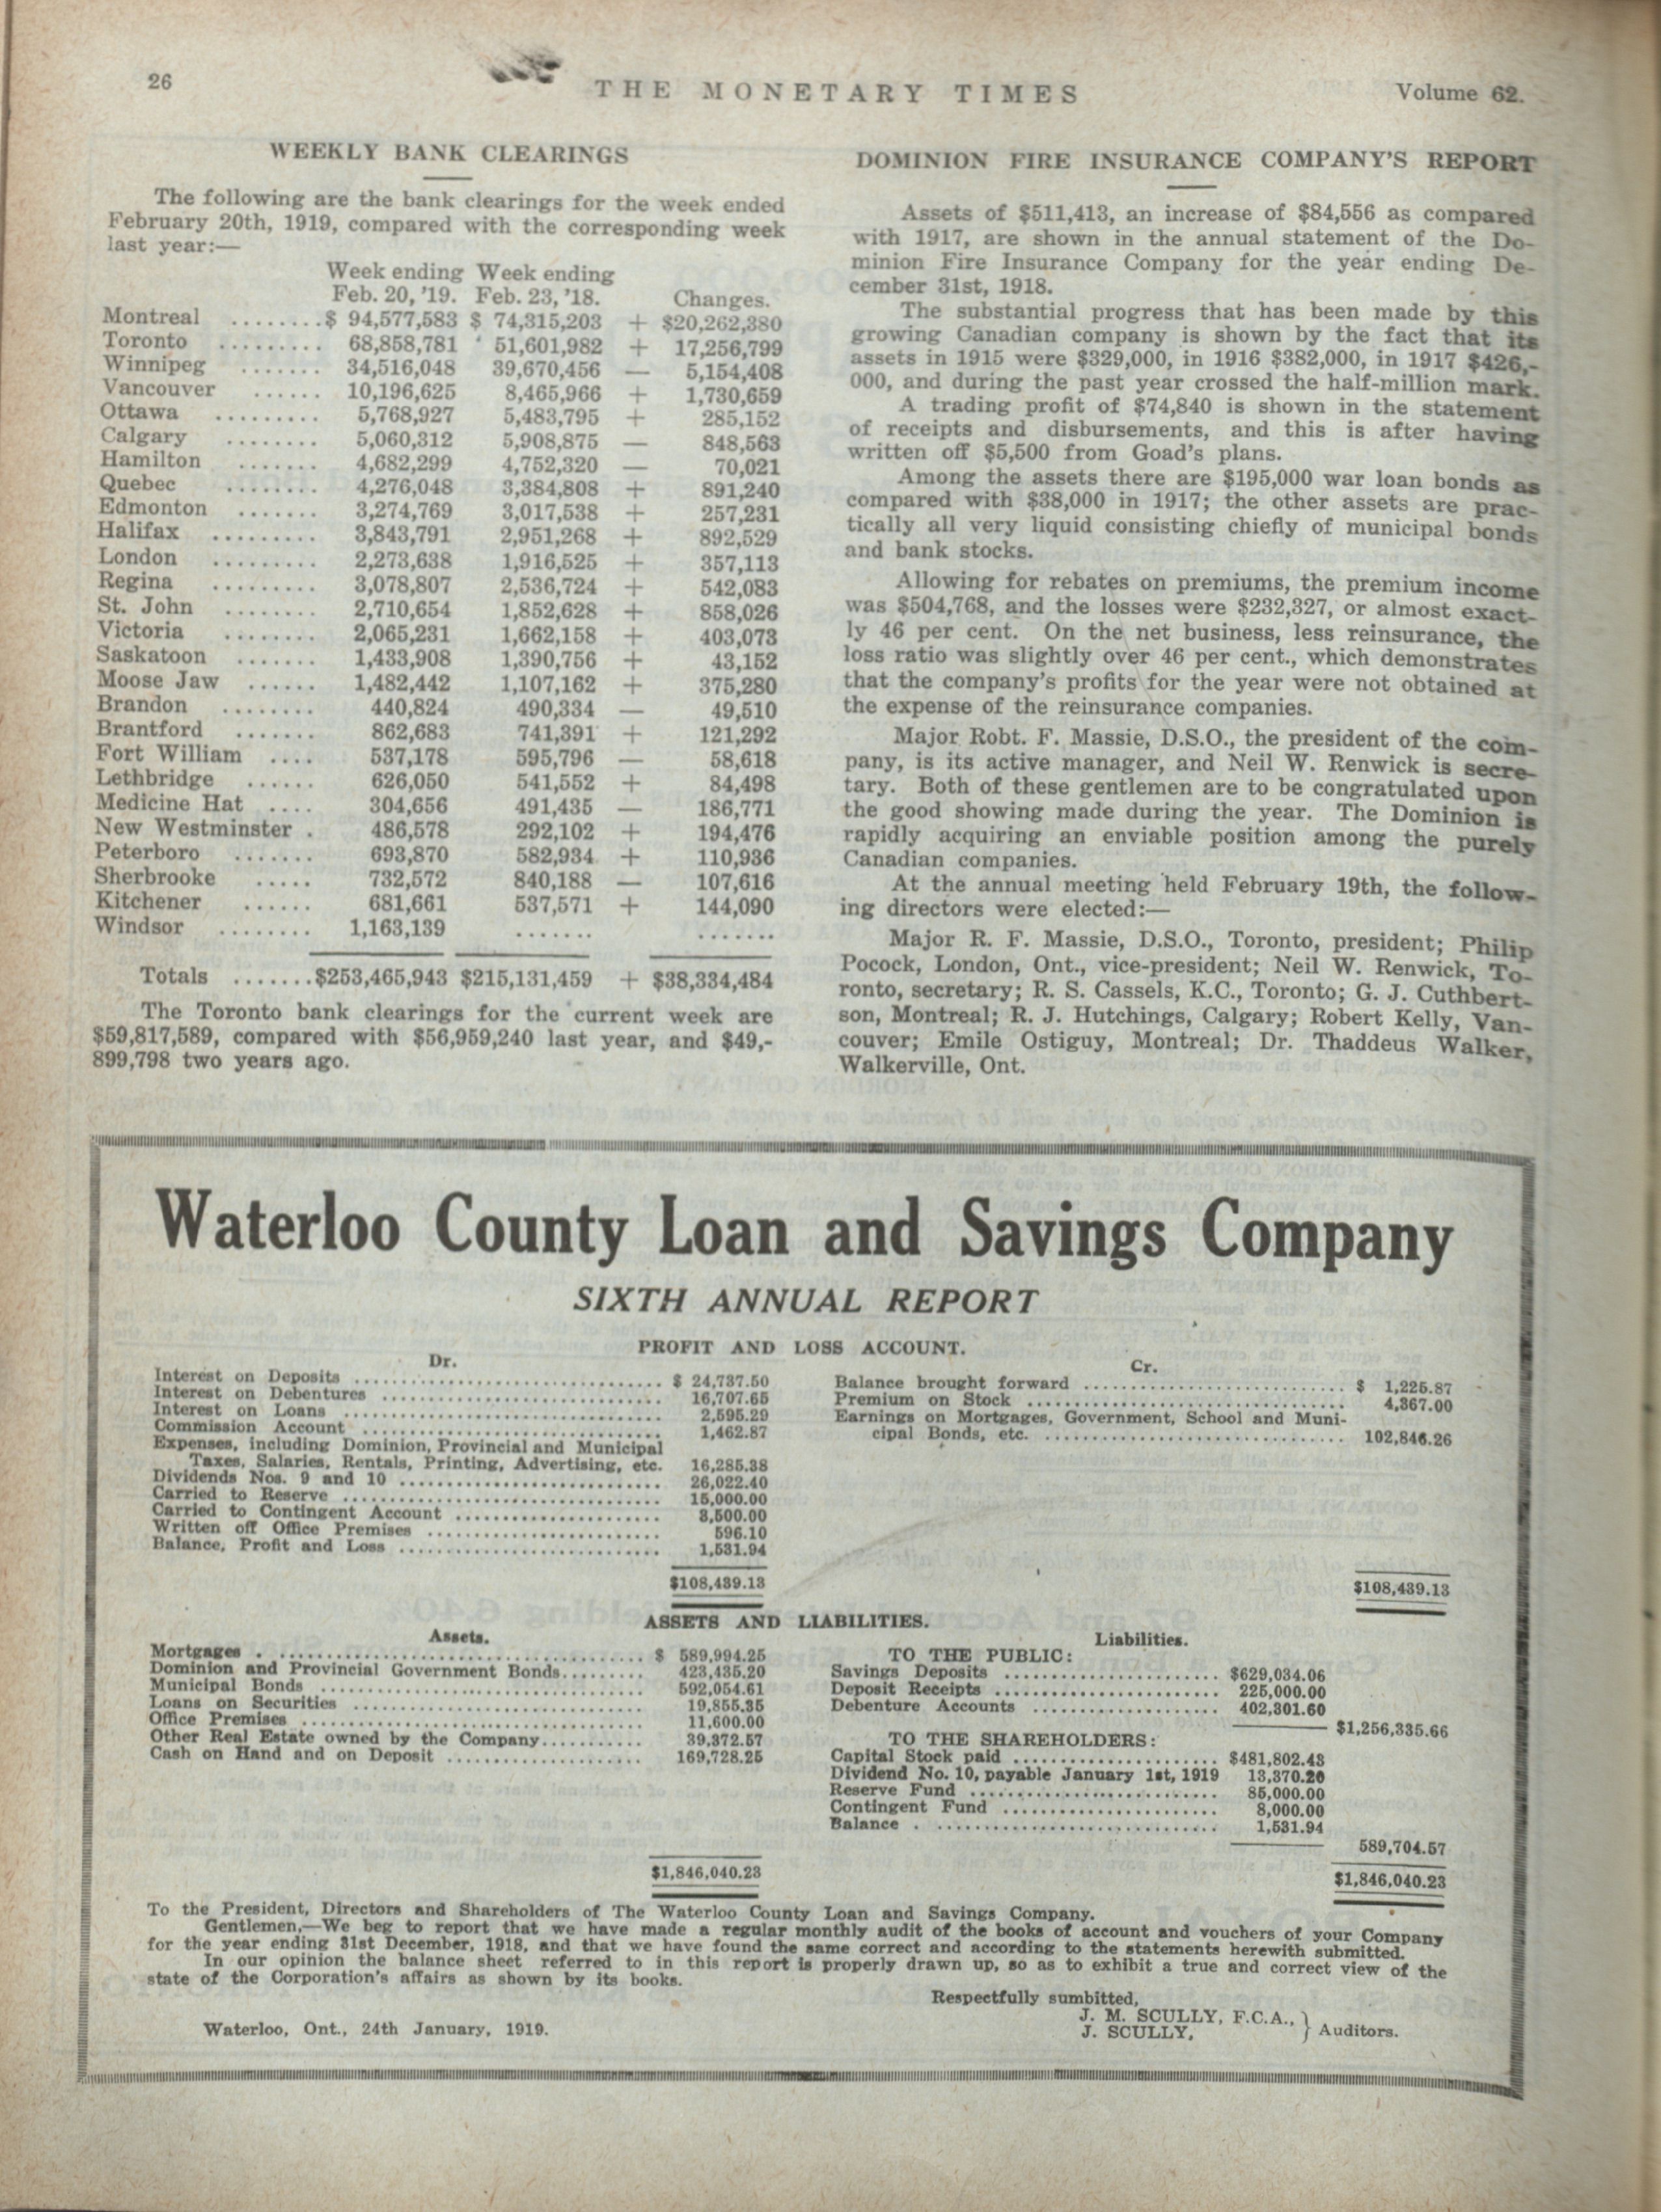 26
THE MONETARY TIMES
Volume 62.
WEEKLY BANK CLEARINGS
The following are the bank clearings for the week ended
February 20th, 1919, compared with the corresponding week
last year:—
Week ending Week ending
Feb. 20, '19. Feb. 23, '18. Changes.
Montreal ........$ 94,577,583 $ 74,315,203 + $20,262,380
Toronto ......... 68,858,781 51,601,982 + 17,256,799
Winnipeg ....... 34,516,048 39,670,456 — 5,154,408
Vancouver ...... 10,196,625 8,465,966 + 1,730,659
Ottawa ......... 5,768,927 5,483,795 + 285,152
Calgary ........ 5,060,312 5,908,875 — 848,563
Hamilton ....... 4,682,299 4,752,320 — 70,021
Quebec ........ 4,276,048 3,384,808 + 891,240
Edmonton ....... 3,274,769 3,017,538 + 257,231
Halifax ......... 3,843,791 2,951,268 + 892,529
London ......... 2,273,638 1,916,525 + 357,113
Regina ......... 3,078,807 2,536,724 + 542,083
St. John ........ 2,710,654 1,852,628 + 858,026
Victoria ........ 2,065,231 1,662,158 + 403,073
Saskatoon ....... 1,433,908 1,390,756 + 43,152
Moose Jaw ...... 1,482,442 1,107,162 + 375,280
Brandon ........ 440,824 490,334 — 49,510
Brantford ....... 862,683 741,391 + 121,292
Fort William .... 537,178 595,796 — 58,618
Lethbridge ...... 626,050 541,552 + 84,498
Medicine Hat .... 304,656 491,435 — 186,771
New Westminster . 486,578 292,102 + 194,476
Peterboro ....... 693,870 582,934 + 110,936
Sherbrooke ..... 732,572 840,188 — 107,616
Kitchener ...... 681,661 537,571 + 144,090
Windsor ........ 1,163,139 ....... .......
Totals .......$253,465,943 $215,131,459 + $38,334,484
The Toronto bank clearings for the current week are
$59,817,589, compared with $56,959,240 last year, and $49,-
899,798 two years ago.
DOMINION FIRE INSURANCE COMPANY'S REPORT
Assets of $511,413, an increase of $84,556 as compared
with 1917, are shown in the annual statement of the Do-
minion Fire Insurance Company for the year ending De-
cember 31st, 1918.
The substantial progress that has been made by this
growing Canadian company is shown by the fact that its
assets in 1915 were $329,000, in 1916 $382,000, in 1917 $426,-
000, and during the past year crossed the half-million mark.
A trading profit of $74,840 is shown in the statement
of receipts and disbursements, and this is after having
written off $5,500 from Goad's plans.
Among the assets there are $195,000 war loan bonds as
compared with $38,000 in 1917; the other assets are prac-
tically all very liquid consisting chiefly of municipal bonds
and bank stocks.
Allowing for rebates on premiums, the premium income
was $504,768, and the losses were $232,327, or almost exact-
ly 46 per cent. On the net business, less reinsurance, the
loss ratio was slightly over 46 per cent., which demonstrates
that the company's profits for the year were not obtained at
the expense of the reinsurance companies.
Major Robt. F. Massie, D.S.O., the president of the com-
pany, is its active manager, and Neil W. Renwick is secre-
tary. Both of these gentlemen are to be congratulated upon
the good showing made during the year. The Dominion is
rapidly acquiring an enviable position among the purely
Canadian companies.
At the annual meeting held February 19th, the follow-
ing directors were elected:—
Major R. F. Massie, D.S.O., Toronto, president; Philip
Pocock, London, Ont., vice-president; Neil W. Renwick, To-
ronto, secretary; R. S. Cassels, K.C., Toronto; G. J. Cuthbert-
son, Montreal; R. J. Hutchings, Calgary; Robert Kelly, Van-
couver; Emile Ostiguy, Montreal; Dr. Thaddeus Walker,
Walkerville, Ont.
Waterloo County Loan and Savings Company
SIXTH ANNUAL REPORT
PROFIT AND LOSS ACCOUNT.
Dr.
Interest on Deposits ........ $ 24,737.50
Interest on Debentures ........ 16,707.65
Interest on Loans ........ 2,595.29
Commission Account ........ 1,462.87
Expenses, including Dominion, Provincial and Municipal
Taxes, Salaries, Rentals, Printing, Advertising, etc. 16,285.38
Dividends Nos. 9 and 10 ........ 26,022.40
Carried to Reserve ........ 15,000.00
Carried to Contingent Account ........ 3,500.00
Written off Office Premises ........ 596.10
Balance, Profit and Loss ........ 1,531.94
$108,439.13
Cr.
Balance brought forward ........ $ 1,225.87
Premium on Stock ........ 4,367.00
Earnings on Mortgages, Government, School and Muni-
cipal Bonds, etc. ........ 102,846.26
$108,439.13
ASSETS AND LIABILITIES.
Assets.
Mortgages ........ $ 589,994.25
Dominion and Provincial Government Bonds........ 423,435.20
Municipal Bonds ........ 592,054.61
Loans on Securities ........ 19,855.35
Office Premises ........ 11,600.00
Other Real Estate owned by the Company........ 39,372.57
Cash on Hand and on Deposit ........ 169,728.25
$1,846,040.23
Liabilities.
TO THE PUBLIC:
Savings Deposits ........ $629,034.06
Deposit Receipts ........ 225,000.00
Debenture Accounts ........ 402,301.60
$1,256,335.66
TO THE SHAREHOLDERS:
Capital Stock paid ........ $481,802.43
Dividend No. 10, payable January 1st, 1919 13,370.20
Reserve Fund ........ 85,000.00
Contingent Fund ........ 8,000.00
Balance ........ 1,531.94
589,704.57
$1,846,040.23
To the President, Directors and Shareholders of The Waterloo County Loan and Savings Company.
Gentlemen,—We beg to report that we have made a regular monthly audit of the books of account and vouchers of your Company
for the year ending 31st December, 1918, and that we have found the same correct and according to the statements herewith submitted.
In our opinion the balance sheet referred to in this report is properly drawn up, so as to exhibit a true and correct view of the
state of the Corporation's affairs as shown by its books.
Respectfully sumbitted,
J. M. SCULLY, F.C.A., }
J. SCULLY, } Auditors.
Waterloo, Ont., 24th January, 1919.